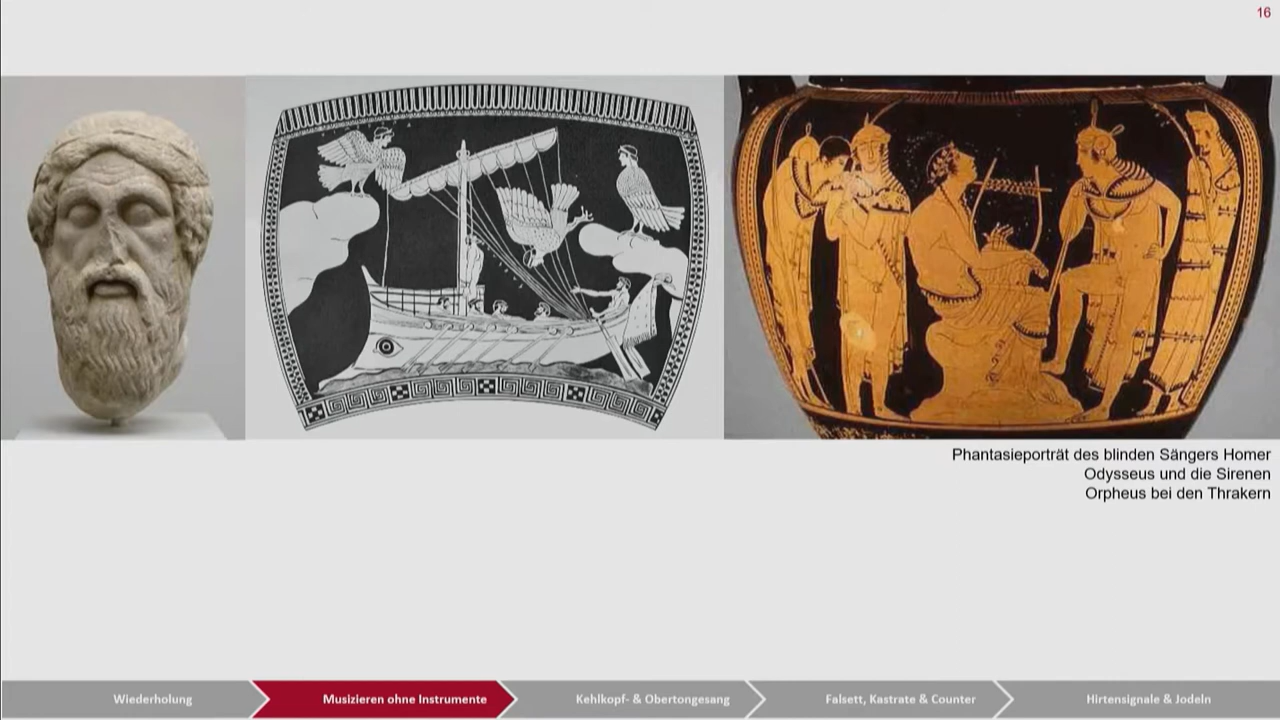 16
Phantasieporträt des blinden Sängers Homer
Odysseus und die Sirenen
Orpheus bei den Thrakern
Wiederholung
Musizieren ohne Instrumente
Kehlkopf- & Obertongesang
Falsett, Kastrate & Counter
Hirtensignale & Jodeln